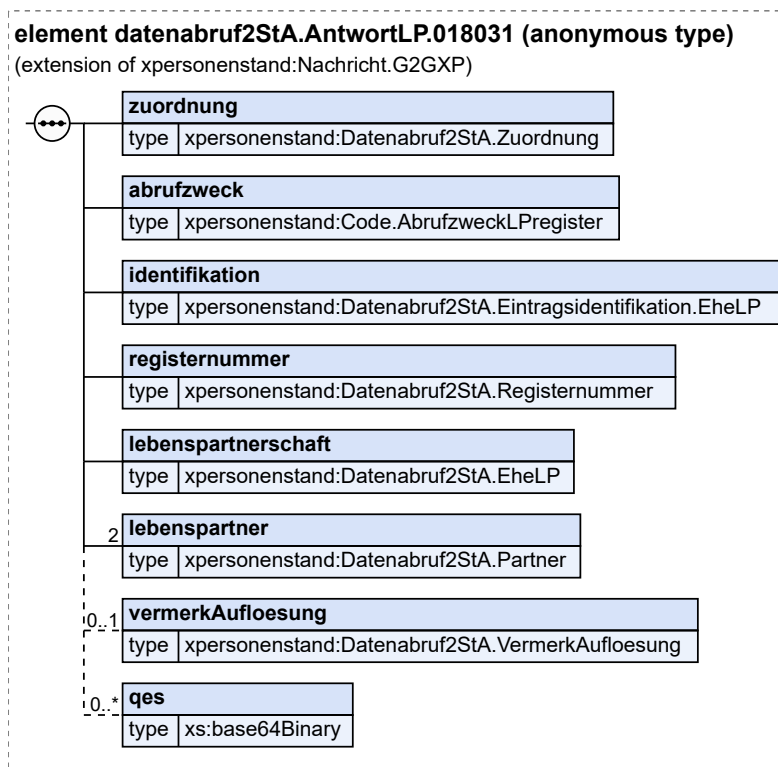 element datenabruf2StA.AntwortLP.018031 (anonymous type)
(extension of xpersonenstand:Nachricht.G2GXP)
zuordnung
type xpersonenstand:Datenabruf2StA.Zuordnung
abrufzweck
type xpersonenstand:Code.AbrufzweckLPregister
identifikation
type xpersonenstand:Datenabruf2StA.Eintragsidentifikation.EheLP
registernummer
type xpersonenstand:Datenabruf2StA.Registernummer
lebenspartnerschaft
type xpersonenstand:Datenabruf2StA.EheLP
2 lebenspartner
type xpersonenstand:Datenabruf2StA.Partner
0..1 vermerkAufloesung
type xpersonenstand:Datenabruf2StA.VermerkAufloesung
0..* qes
type xs:base64Binary